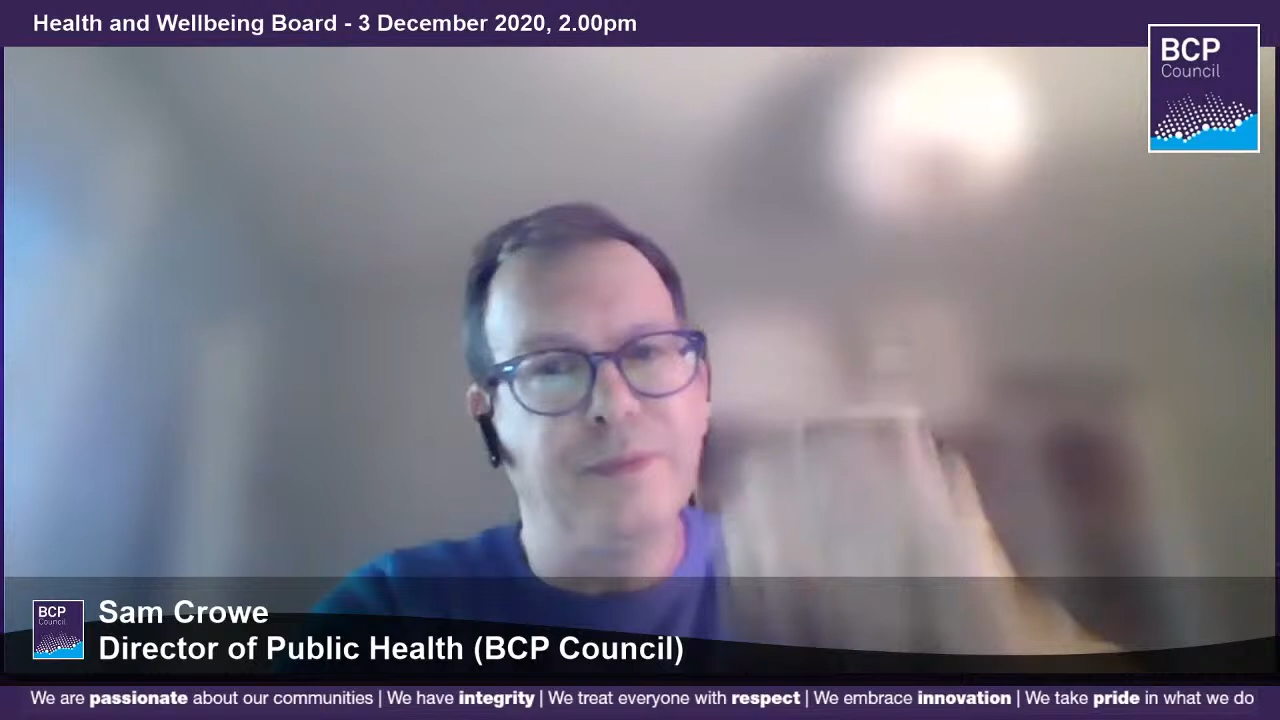 Health and Wellbeing Board - 3 December 2020, 2.00pm
BCP
Council
BCP
Council
Sam Crowe
Director of Public Health (BCP Council)
We are passionate about our communities | We have integrity | We treat everyone with respect | We embrace innovation | We take pride in what we do